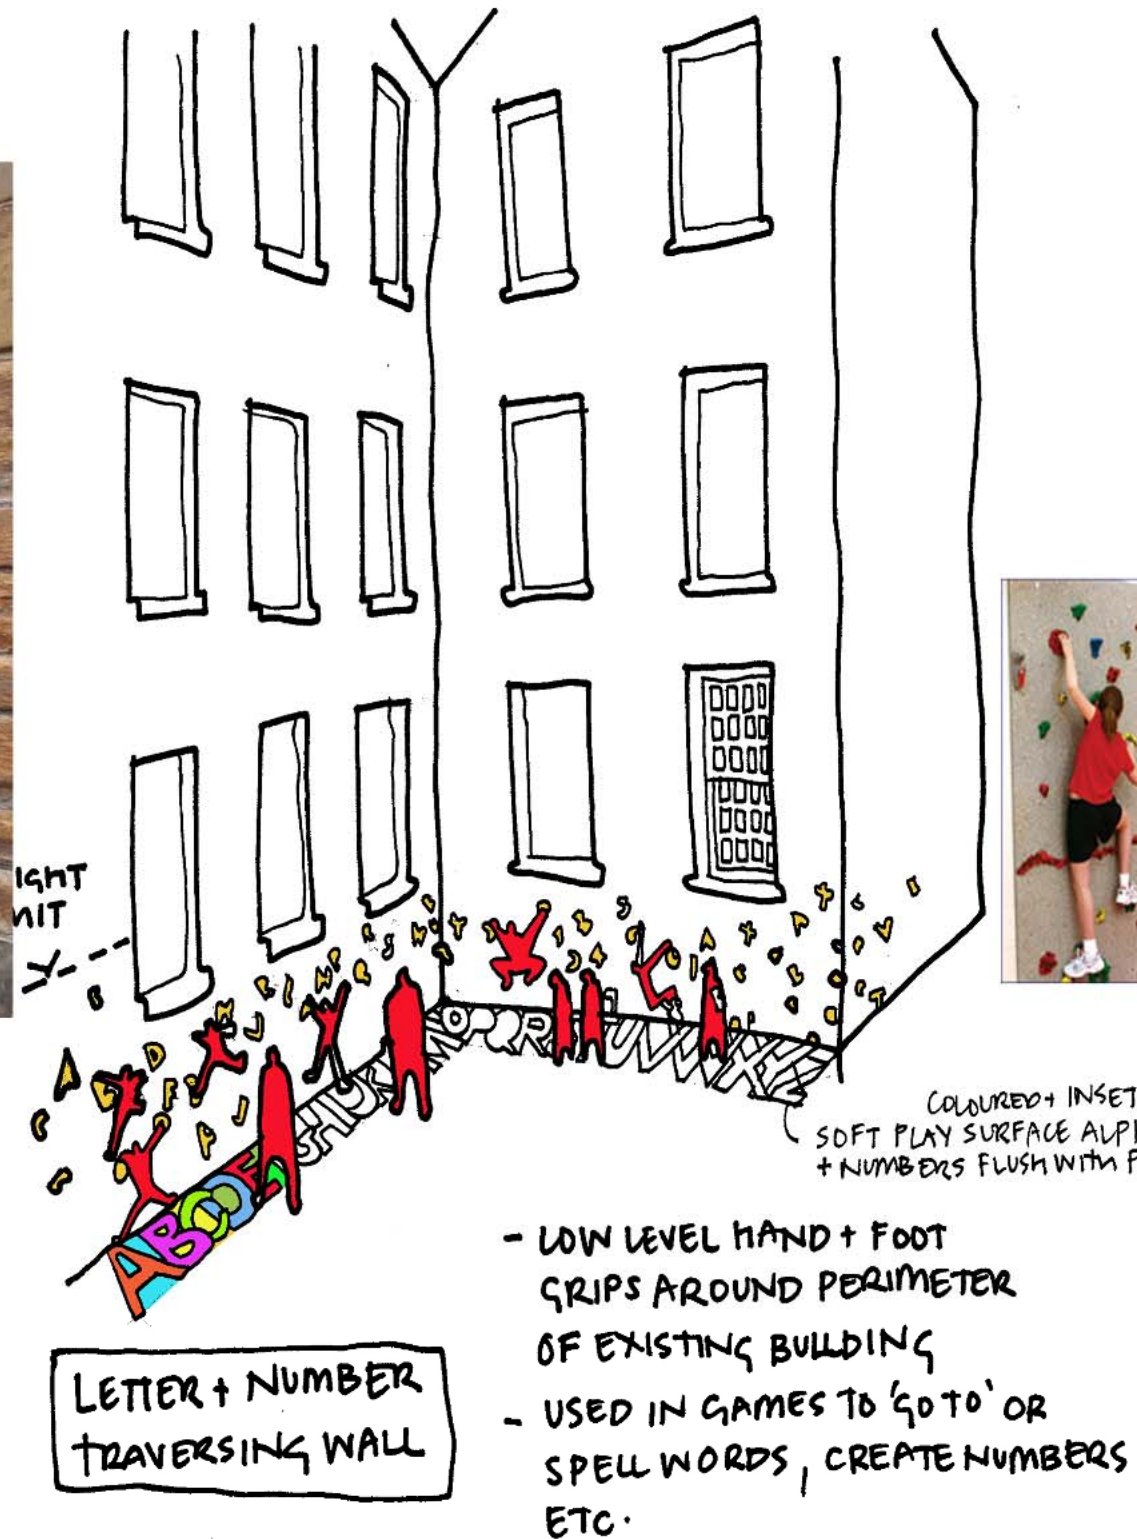 IGHT
MIT
COLOURED + INSET
SOFT PLAY SURFACE ALP
+ NUMBERS FLUSH WITH
- LOW LEVEL HAND + FOOT
GRIPS AROUND PERIMETER
OF EXISTING BUILDING
- USED IN GAMES TO 'GO TO' OR
SPELL WORDS, CREATE NUMBERS
ETC.
LETTER + NUMBER
TRAVERSING WALL